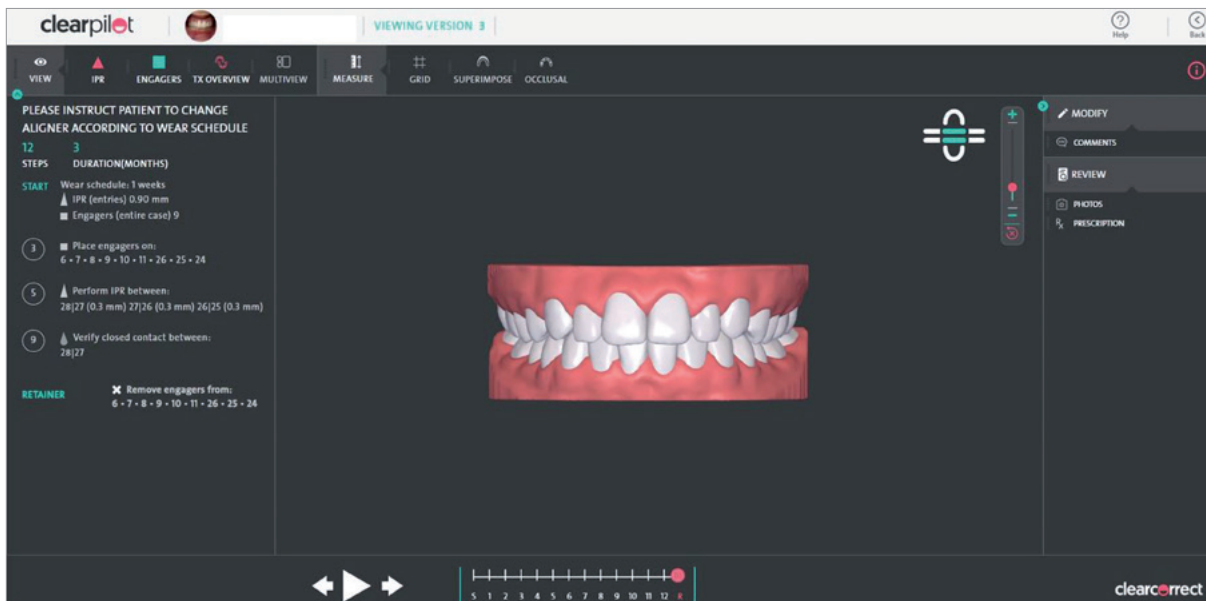 clearpilot
VIEWING VERSION 3
Help
Back
VIEW
IPR
ENGAGERS
TX OVERVIEW
MULTIVIEW
MEASURE
GRID
SUPERIMPOSE
OCCLUSAL
PLEASE INSTRUCT PATIENT TO CHANGE
ALIGNER ACCORDING TO WEAR SCHEDULE
12 3
STEPS DURATION(MONTHS)
START Wear schedule: 1 weeks
IPR (entries) 0.90 mm
Engagers (entire case) 9
3 Place engagers on:
6 • 7 • 8 • 9 • 10 • 11 • 26 • 25 • 24
5 Perform IPR between:
28|27 (0.3 mm) 27|26 (0.3 mm) 26|25 (0.3 mm)
9 Verify closed contact between:
28|27
RETAINER Remove engagers from:
6 • 7 • 8 • 9 • 10 • 11 • 26 • 25 • 24
MODIFY
COMMENTS
REVIEW
PHOTOS
PRESCRIPTION
S 1 2 3 4 5 6 7 8 9 10 11 12 R
clearcorrect